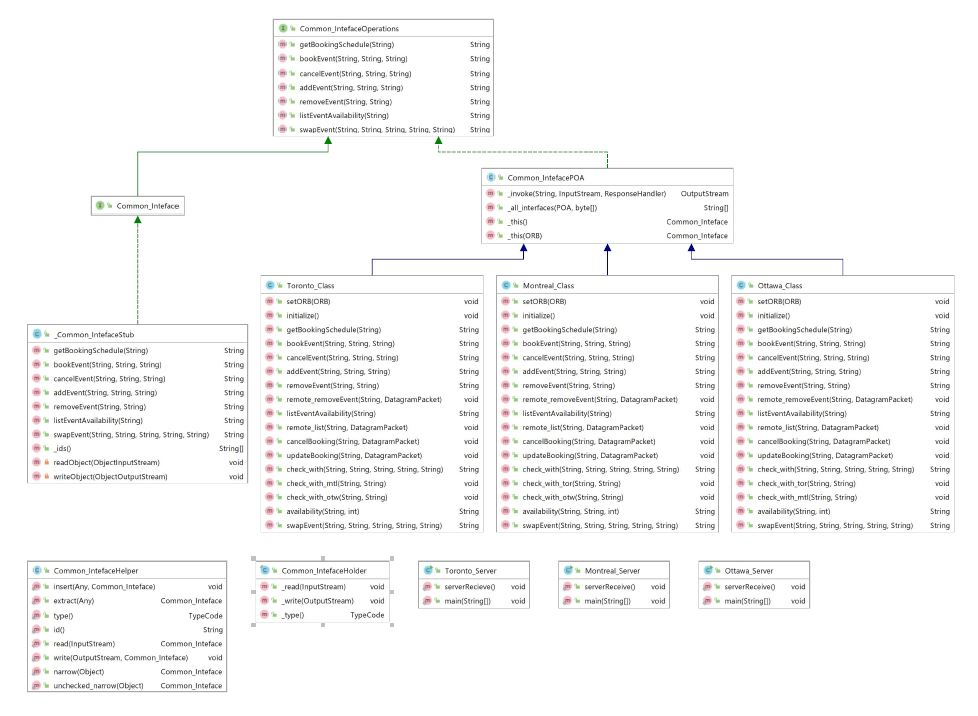 Common_IntefaceOperations
getBookingSchedule(String) String
bookEvent(String, String, String) String
cancelEvent(String, String, String) String
addEvent(String, String, String) String
removeEvent(String, String) String
listEventAvailability(String) String
swapEvent(String, String, String, String, String) String
Common_Inteface
Common_IntefacePOA
_invoke(String, InputStream, ResponseHandler) OutputStream
_all_interfaces(POA, byte[]) String[]
_this() Common_Inteface
_this(ORB) Common_Inteface
_Common_IntefaceStub
getBookingSchedule(String) String
bookEvent(String, String, String) String
cancelEvent(String, String, String) String
addEvent(String, String, String) String
removeEvent(String, String) String
listEventAvailability(String) String
swapEvent(String, String, String, String, String) String
_ids() String[]
readObject(ObjectInputStream) void
writeObject(ObjectOutputStream) void
Toronto_Class
setORB(ORB) void
initialize() void
getBookingSchedule(String) String
bookEvent(String, String, String) String
cancelEvent(String, String, String) String
addEvent(String, String, String) String
removeEvent(String, String) String
remote_removeEvent(String, DatagramPacket) void
listEventAvailability(String) String
remote_list(String, DatagramPacket) void
cancelBooking(String, DatagramPacket) void
updateBooking(String, DatagramPacket) void
check_with(String, String, String, String, String) String
check_with_mtl(String, String) void
check_with_otw(String, String) void
availability(String, int) String
swapEvent(String, String, String, String, String) String
Montreal_Class
setORB(ORB) void
initialize() void
getBookingSchedule(String) String
bookEvent(String, String, String) String
cancelEvent(String, String, String) String
addEvent(String, String, String) String
removeEvent(String, String) String
remote_removeEvent(String, DatagramPacket) void
listEventAvailability(String) String
remote_list(String, DatagramPacket) void
cancelBooking(String, DatagramPacket) void
updateBooking(String, DatagramPacket) void
check_with(String, String, String, String, String) String
check_with_tor(String, String) void
check_with_otw(String, String) void
availability(String, int) String
swapEvent(String, String, String, String, String) String
Ottawa_Class
setORB(ORB) void
initialize() void
getBookingSchedule(String) String
bookEvent(String, String, String) String
cancelEvent(String, String, String) String
addEvent(String, String, String) String
removeEvent(String, String) String
remote_removeEvent(String, DatagramPacket) void
listEventAvailability(String) String
remote_list(String, DatagramPacket) void
cancelBooking(String, DatagramPacket) void
updateBooking(String, DatagramPacket) void
check_with(String, String, String, String, String) String
check_with_tor(String, String) void
check_with_mtl(String, String) void
availability(String, int) String
swapEvent(String, String, String, String, String) String
Common_IntefaceHelper
insert(Any, Common_Inteface) void
extract(Any) Common_Inteface
type() TypeCode
id() String
read(InputStream) Common_Inteface
write(OutputStream, Common_Inteface) void
narrow(Object) Common_Inteface
unchecked_narrow(Object) Common_Inteface
Common_IntefaceHolder
_read(InputStream) void
_write(OutputStream) void
_type() TypeCode
Toronto_Server
serverRecieve() void
main(String[]) void
Montreal_Server
serverReceive() void
main(String[]) void
Ottawa_Server
serverReceive() void
main(String[]) void